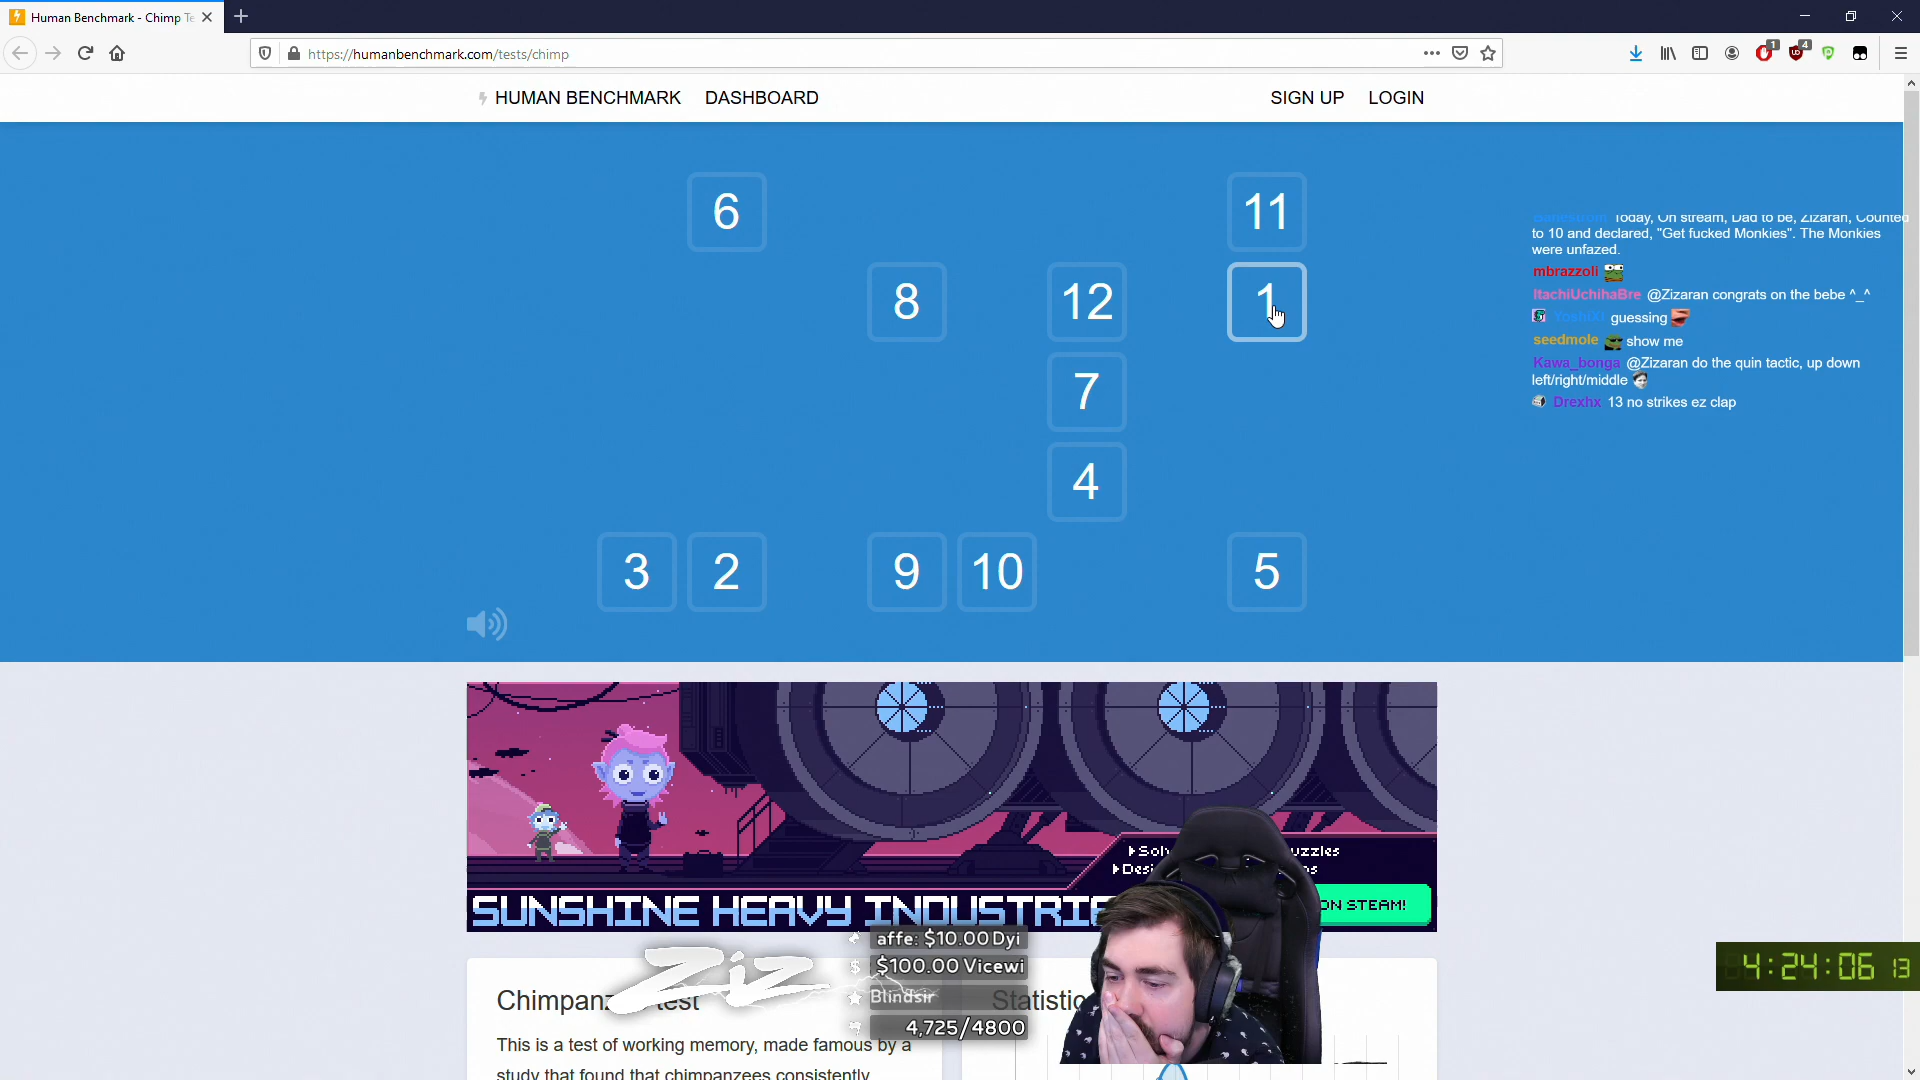 Human Benchmark - Chimp Te
https://humanbenchmark.com/tests/chimp
1
4
HUMAN BENCHMARK
DASHBOARD
SIGN UP
LOGIN
6
11
8
12
1
7
4
3
2
9
10
5
Today, On stream, Dad to be, Zizaran, Counted
to 10 and declared, "Get fucked Monkies". The Monkies
were unfazed.
mbrazzoli
ItachiUchihaBre @Zizaran congrats on the bebe ^_^
guessing
seedmole show me
Kawa_bonga @Zizaran do the quin tactic, up down
left/right/middle
Drexhx 13 no strikes ez clap
SUNSHINE HEAVY
ON STEAM!
Ziz
affe: $10.00 Dyi
$ $100.00 Vicewi
Blindsir
4,725/4800
4:24:06 13
This is a test of working memory, made famous by a
study that found that chimpanzees consistently